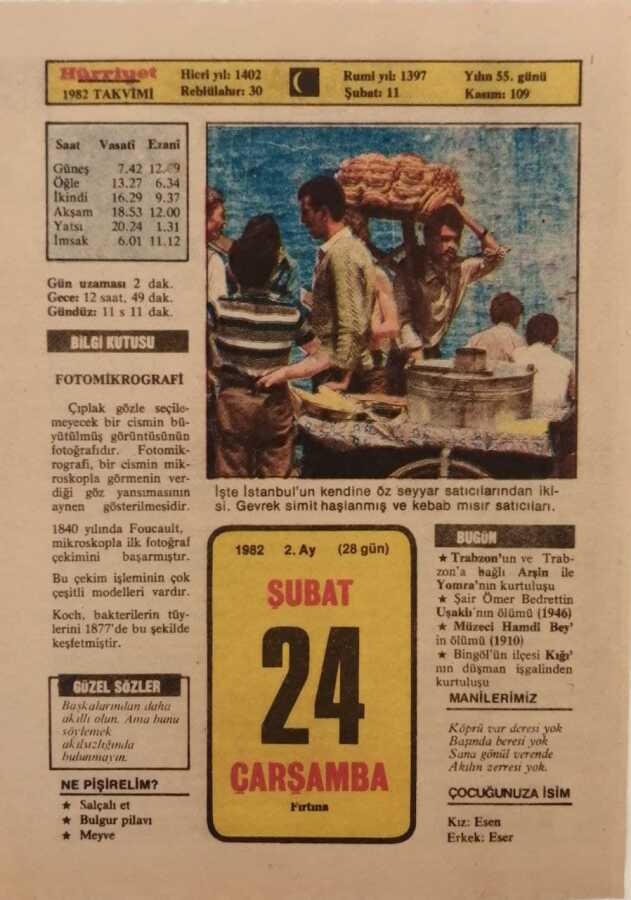 Hürriyet
1982 TAKVİMİ
Hicri yıl: 1402
Rebiülahır: 30
Rumi yıl: 1397
Şubat: 11
Yılın 55. günü
Kasım: 109
Saat Vasati Ezani
Güneş 7.42
Öğle 13.27 6.34
İkindi 16.29 9.37
Akşam 18.53 12.00
Yatsı 20.24 1.31
İmsak 6.01 11.12
Gün uzaması 2 dak.
Gece: 12 saat, 49 dak.
Gündüz: 11 s 11 dak.
BİLGİ KUTUSU
FOTOMİKROGRAFİ
Çıplak gözle seçile-
meyecek bir cismin bü-
yütülmüş görüntüsünün
fotoğrafıdır. Fotomik-
rografi, bir cismin mik-
roskopla görmenin ver-
diği göz yansımasının
aynen gösterilmesidir.
1840 yılında Foucault,
mikroskopla ilk fotoğraf
çekimini başarmıştır.
Bu çekim işleminin çok
çeşitli modelleri vardır.
Koch, bakterilerin tüy-
lerini 1877'de bu şekilde
keşfetmiştir.
GÜZEL SÖZLER
Başkalarından daha
akıllı olun. Ama bunu
söylemek
akılsızlığında
bulunmayın.
NE PİŞİRELİM?
★ Salçalı et
★ Bulgur pilavı
★ Meyve
İşte İstanbul'un kendine öz seyyar satıcılarından iki-
si. Gevrek simit haşlanmış ve kebab mısır satıcıları.
1982 2. Ay (28 gün)
ŞUBAT
24
ÇARŞAMBA
Fırtına
BUGÜN
★ Trabzon'un ve Trab-
zon'a bağlı Arşin ile
Yomra'nın kurtuluşu
★ Şair Ömer Bedrettin
Uşaklı'nın ölümü (1946)
★ Müzeci Hamdi Bey'
in ölümü (1910)
★ Bingöl'ün ilçesi Kığı'
nın düşman işgalinden
kurtuluşu
MANİLERİMİZ
Köprü var deresi yok
Başında beresi yok
Sana gönül verende
Akılın zerresi yok.
ÇOCUĞUNUZA İSİM
Kız: Esen
Erkek: Eser